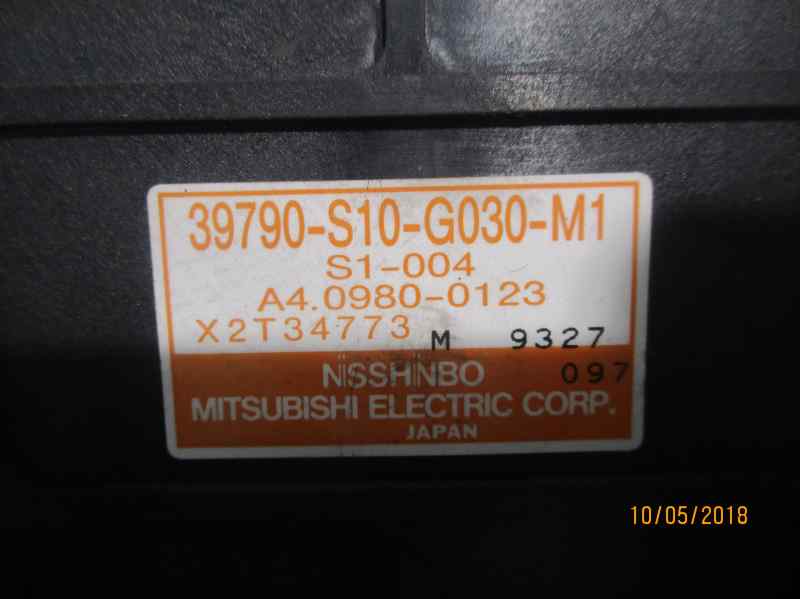 39790-S10-G030-M1
S1-004
A4.0980-0123
X2T34773 M 9327
NISSHINBO 097
MITSUBISHI ELECTRIC CORP.
JAPAN
10/05/2018